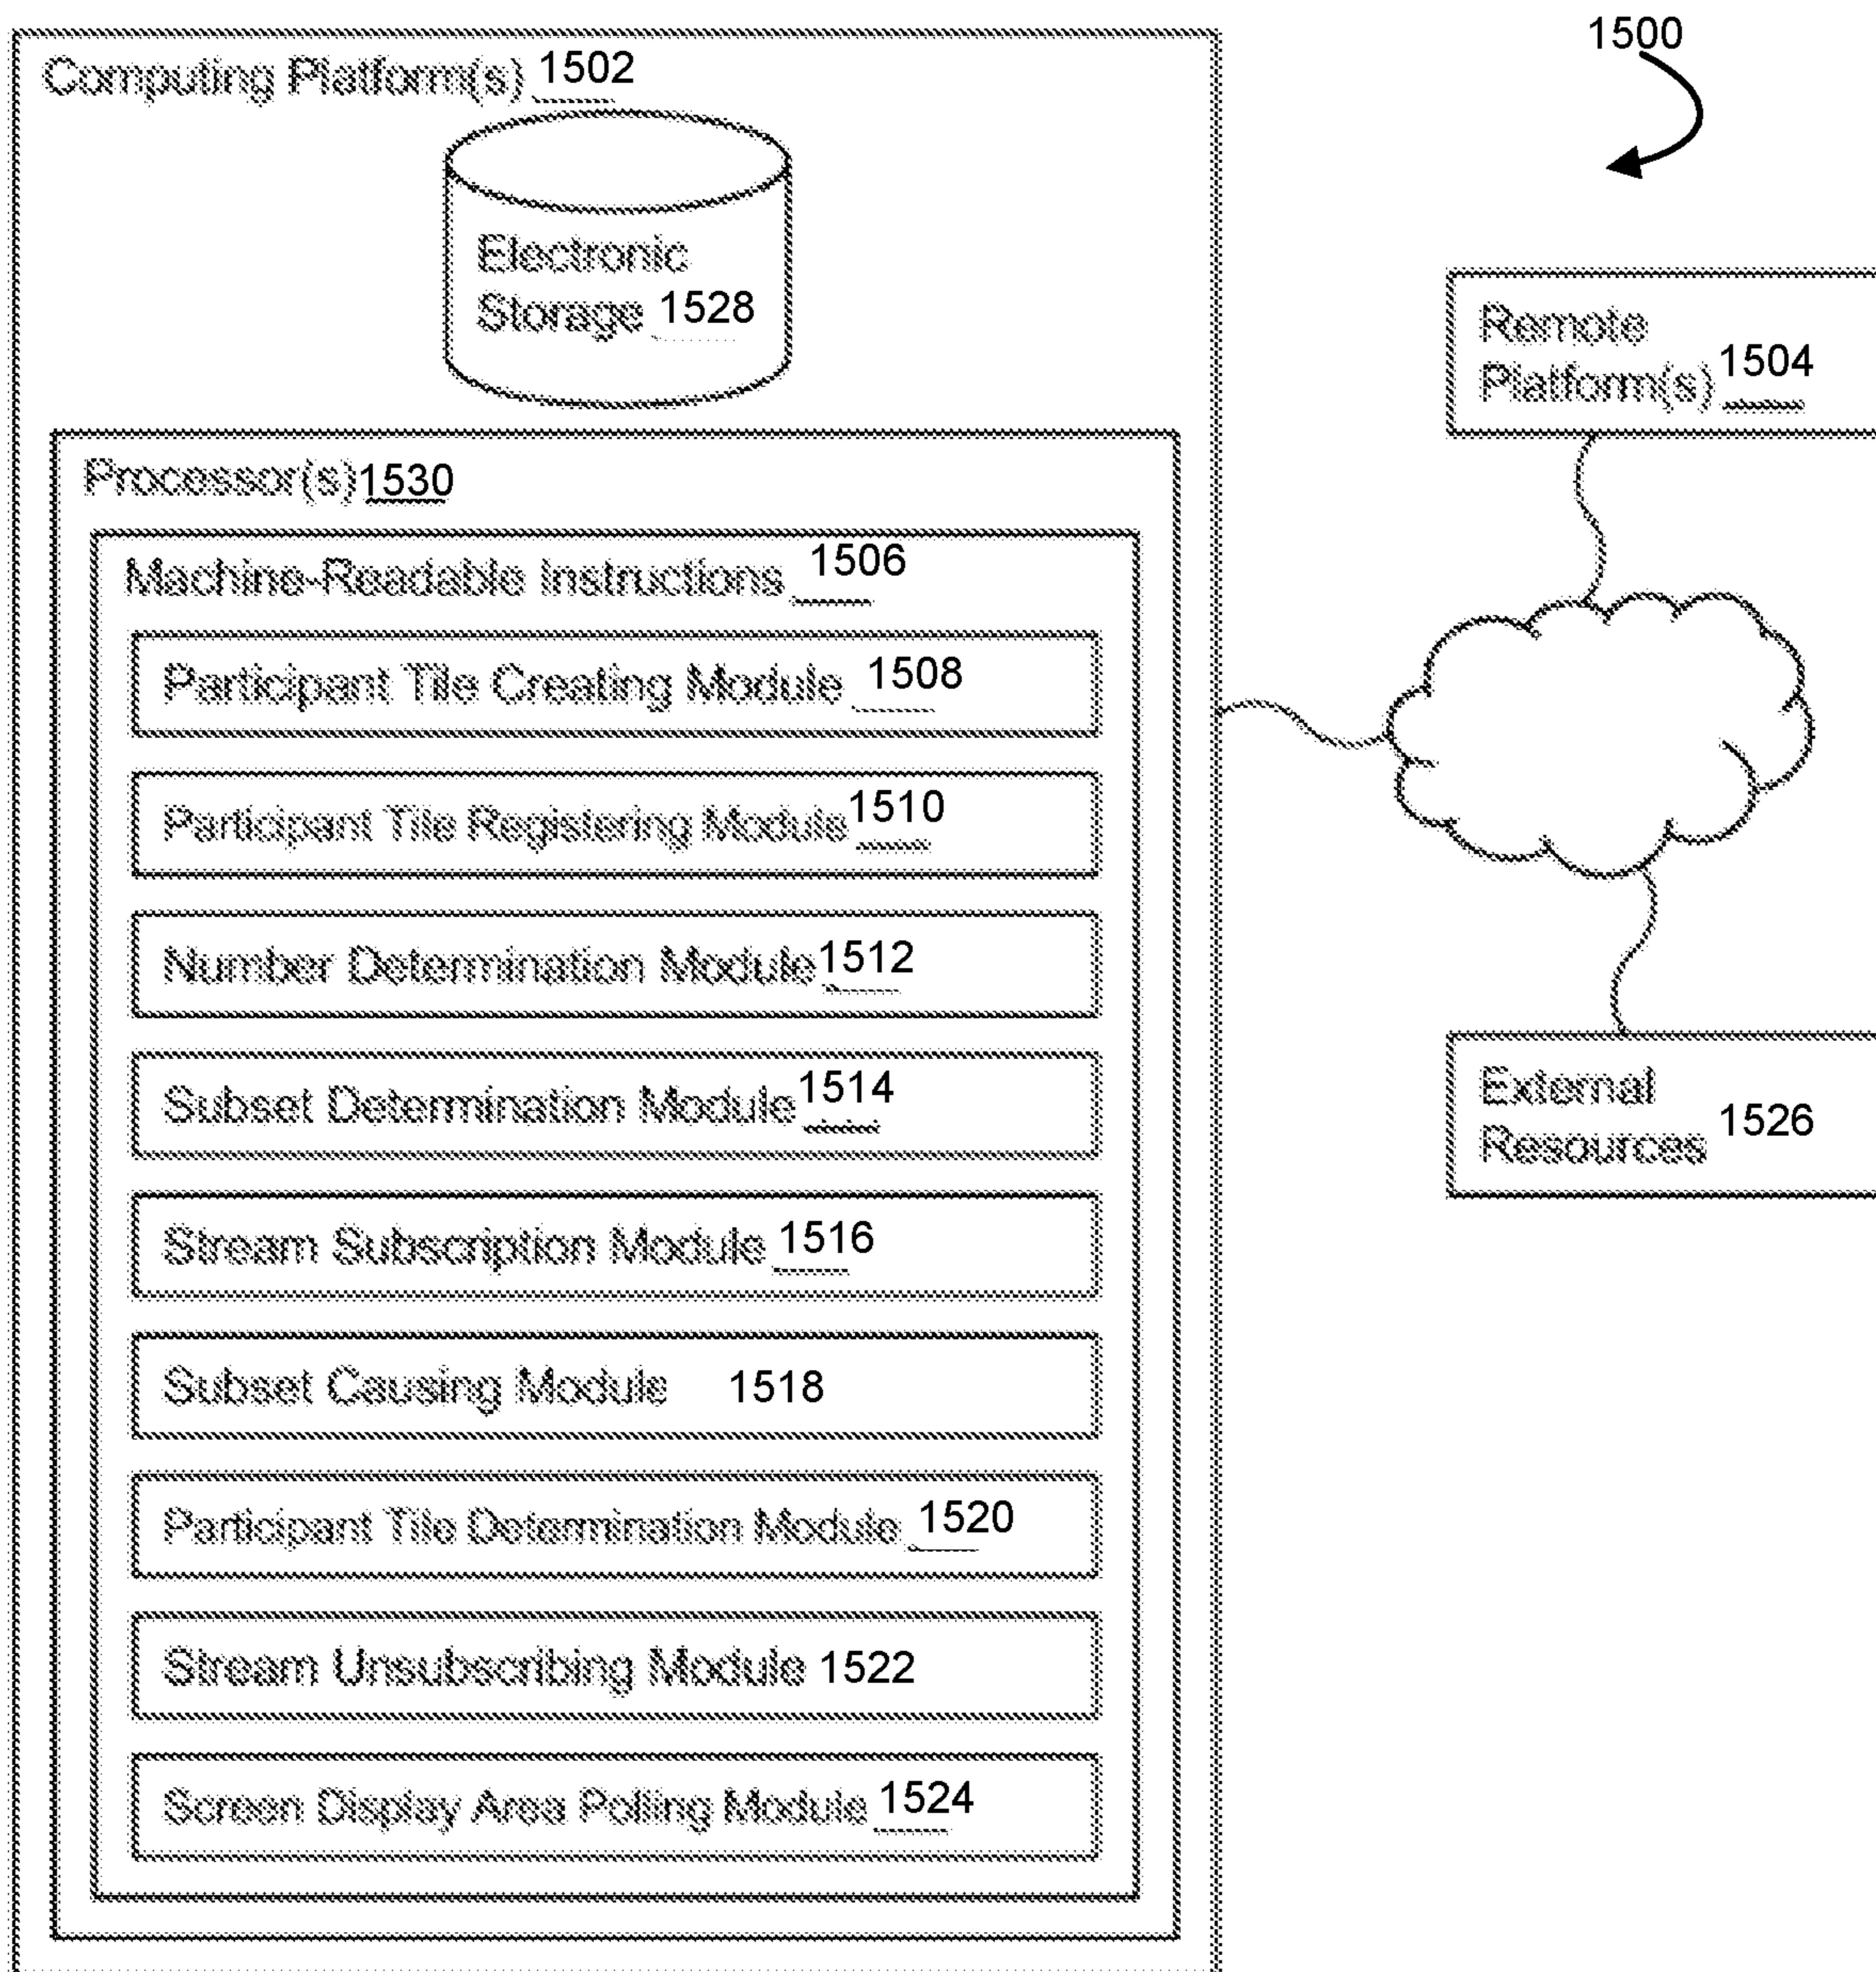 1500
Computing Platform(s) 1502
Electronic
Storage 1528
Remote
Platform(s) 1504
Processor(s) 1530
Machine-Readable Instructions 1506
Participant Tile Creating Module 1508
Participant Tile Registering Module 1510
Number Determination Module 1512
Subset Determination Module 1514
Stream Subscription Module 1516
Subset Causing Module 1518
Participant Tile Determination Module 1520
Stream Unsubscribing Module 1522
Screen Display Area Polling Module 1524
External
Resources 1526